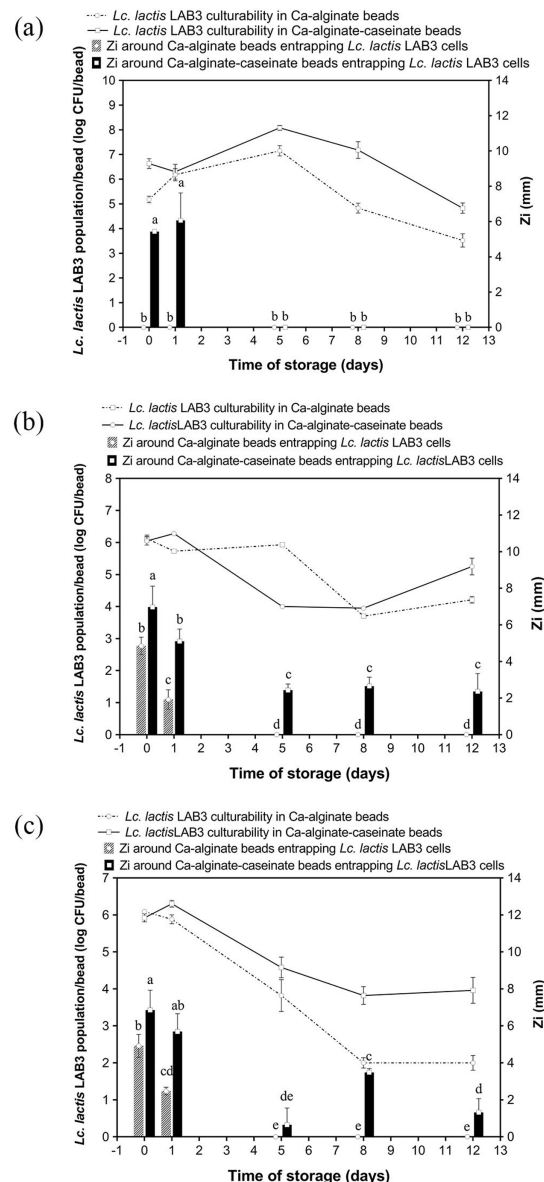 (a)
Lc. lactis LAB3 culturability in Ca-alginate beads
Lc. lactis LAB3 culturability in Ca-alginate-caseinate beads
Zi around Ca-alginate beads entrapping Lc. lactis LAB3 cells
Zi around Ca-alginate-caseinate beads entrapping Lc. lactis LAB3 cells
Lc. lactis LAB3 population/bead (log CFU/bead)
10
9
8
7
6
5
4
3
2
1
0
14
12
10
8
6
4
2
0
Zi (mm)
b a b a b b b b b b
-1 0 1 2 3 4 5 6 7 8 9 10 11 12 13
Time of storage (days)
(b)
Lc. lactis LAB3 culturability in Ca-alginate beads
Lc. lactisLAB3 culturability in Ca-alginate-caseinate beads
Zi around Ca-alginate beads entrapping Lc. lactis LAB3 cells
Zi around Ca-alginate-caseinate beads entrapping Lc. lactisLAB3 cells
Lc. lactis LAB3 population/bead (log CFU/bead)
8
7
6
5
4
3
2
1
0
14
12
10
8
6
4
2
0
Zi (mm)
b a c b d c d c d c
-1 0 1 2 3 4 5 6 7 8 9 10 11 12 13
Time of storage (days)
(c)
Lc. lactis LAB3 culturability in Ca-alginate beads
Lc. lactisLAB3 culturability in Ca-alginate-caseinate beads
Zi around Ca-alginate beads entrapping Lc. lactis LAB3 cells
Zi around Ca-alginate-caseinate beads entrapping Lc. lactisLAB3 cells
Lc. lactis LAB3 population/bead (log CFU/bead)
7
6
5
4
3
2
1
0
14
12
10
8
6
4
2
0
Zi (mm)
b a cd ab e de e c e d
-1 0 1 2 3 4 5 6 7 8 9 10 11 12 13
Time of storage (days)